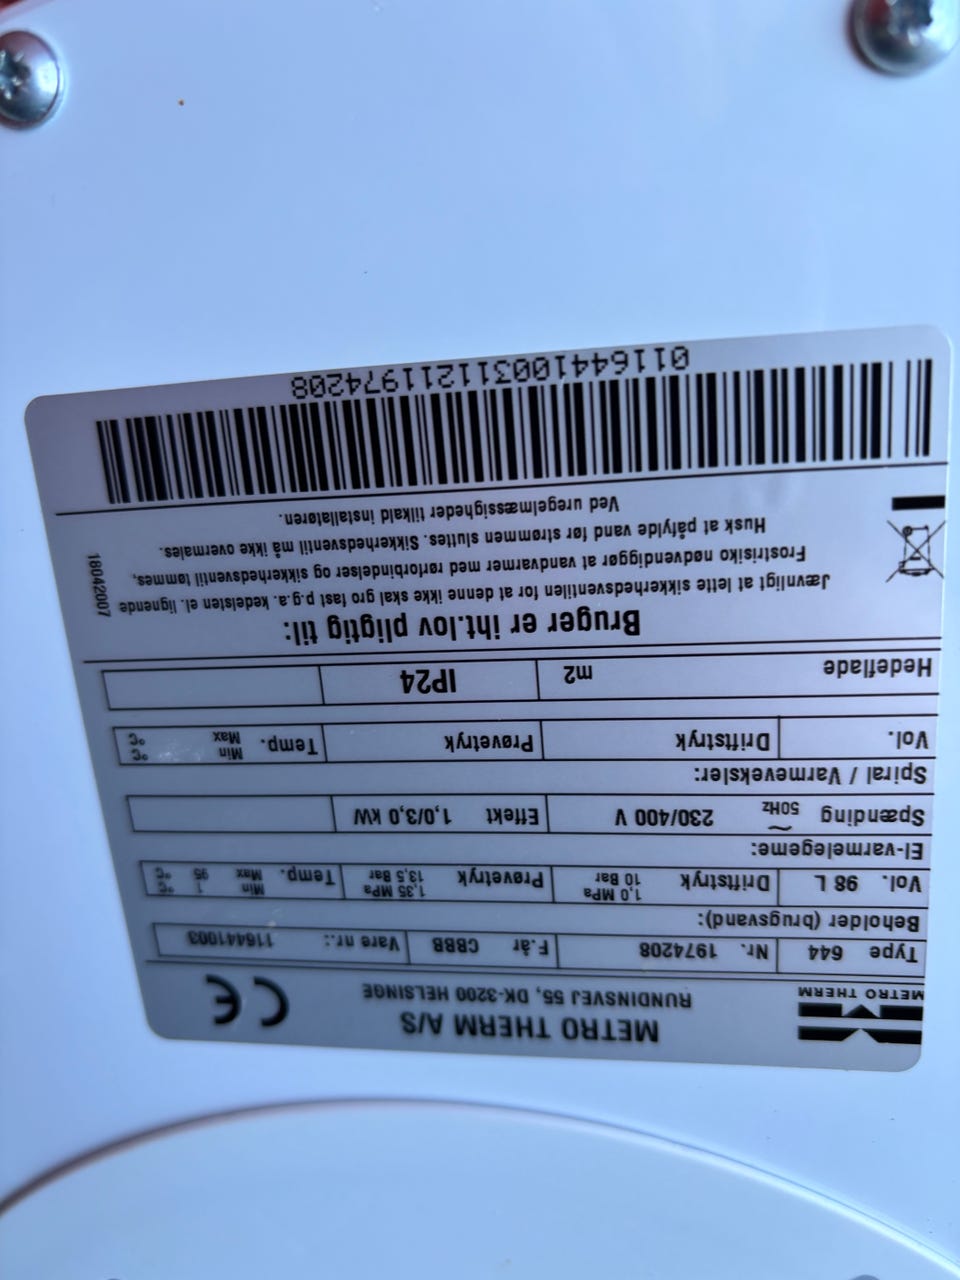 METRO THERM
METRO THERM A/S
RUNDINSVEJ 55, DK-3200 HELSINGE
CE
Type 644 Nr. 1974208 F.år C8BB Vare nr.: 116441003
Beholder (brugsvand):
Vol. 98 L Driftstryk 1,0 MPa 10 Bar Prøvetryk 1,35 MPa 13,5 Bar Temp. Min 1 °C Max 95 °C
El-varmelegeme:
Spænding ~ 50Hz 230/400 V Effekt 1,0/3,0 kW
Spiral / Varmeveksler:
Vol. Driftstryk Prøvetryk Temp. Min °C Max °C
Hedeflade m2 IP24
Bruger er iht.lov pligtig til:
Jævnligt at lette sikkerhedsventilen for at denne ikke skal gro fast p.g.a. kedelsten el. lignende
Frostrisiko nødvendiggør at vandvarmer med rørforbindelser og sikkerhedsventil tømmes,
Husk at påfylde vand før strømmen sluttes. Sikkerhedsventil må ikke overmales.
Ved uregelmæssigheder tilkald installatøren.
18042007
011644100311211974208